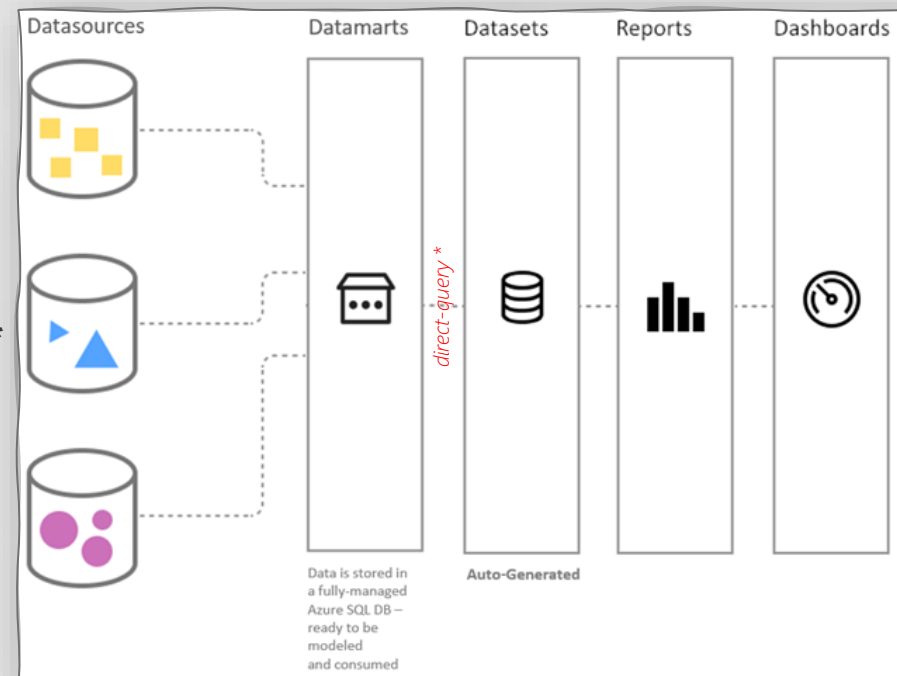 Datasources
Datamarts
Datasets
Reports
Dashboards
direct-query *
Data is stored in
a fully-managed
Azure SQL DB –
ready to be
modeled
and consumed
Auto-Generated